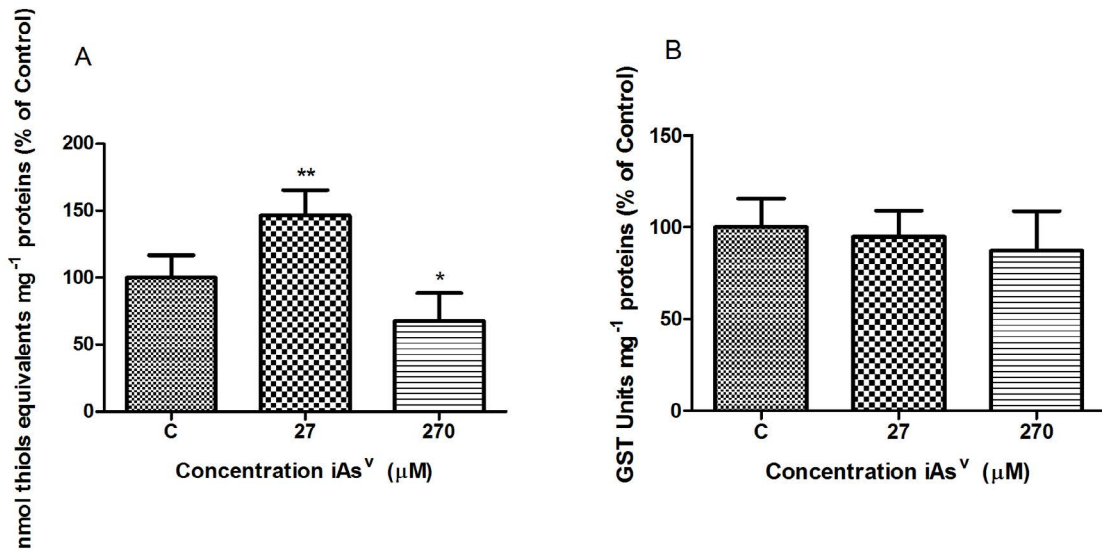 A
nmol thiols equivalents mg⁻¹ proteins (% of Control)
200
150
100
50
0
**
*
C 27 270
Concentration iAsⱽ (μM)
B
GST Units mg⁻¹ proteins (% of Control)
150
100
50
0
C 27 270
Concentration iAsⱽ (μM)